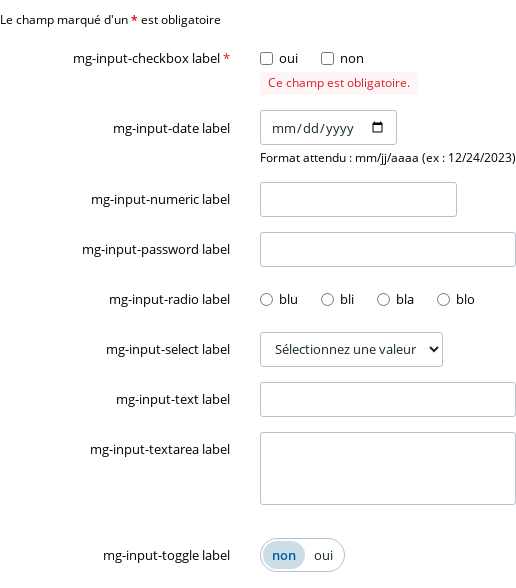 Le champ marqué d'un * est obligatoire
mg-input-checkbox label * oui non
Ce champ est obligatoire.
mg-input-date label mm/dd/yyyy
Format attendu : mm/jj/aaaa (ex : 12/24/2023)
mg-input-numeric label
mg-input-password label
mg-input-radio label blu bli bla blo
mg-input-select label Sélectionnez une valeur
mg-input-text label
mg-input-textarea label
mg-input-toggle label non oui